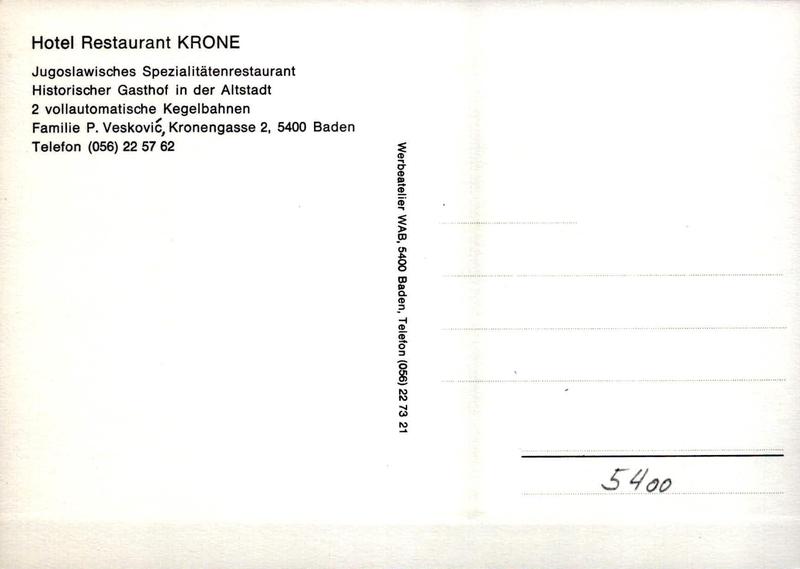 Hotel Restaurant KRONE
Jugoslawisches Spezialitätenrestaurant
Historischer Gasthof in der Altstadt
2 vollautomatische Kegelbahnen
Familie P. Vesković, Kronengasse 2, 5400 Baden
Telefon (056) 22 57 62
Werbeatelier WAB, 5400 Baden, Telefon (056) 22 73 21
5400